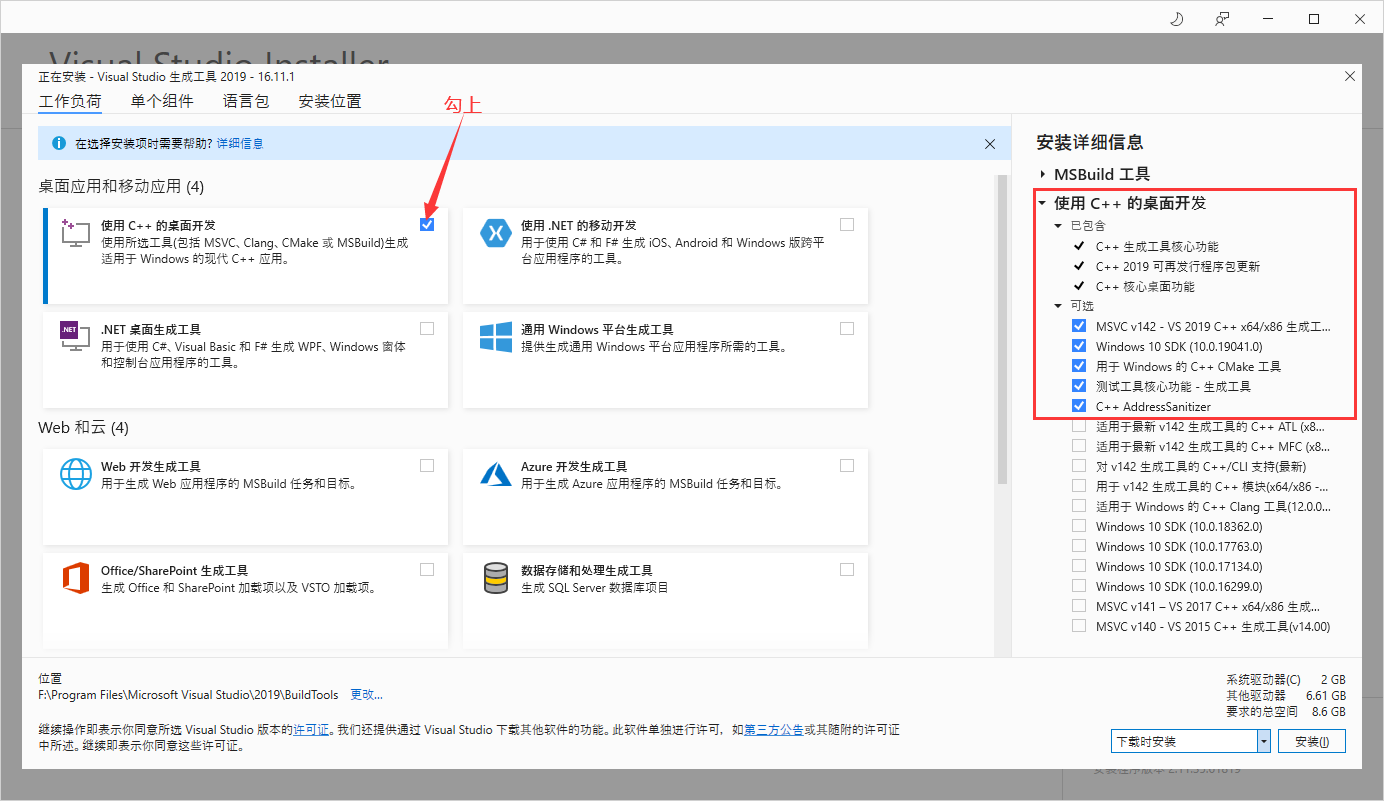 Visual Studio Installer
正在安装 - Visual Studio 生成工具 2019 - 16.11.1
工作负荷 单个组件 语言包 安装位置
勾上
在选择安装项时需要帮助? 详细信息
桌面应用和移动应用 (4)
使用 C++ 的桌面开发
使用所选工具(包括 MSVC、Clang、CMake 或 MSBuild)生成
适用于 Windows 的现代 C++ 应用。
使用 .NET 的移动开发
用于使用 C# 和 F# 生成 iOS、Android 和 Windows 版跨平
台应用程序的工具。
.NET
.NET 桌面生成工具
用于使用 C#、Visual Basic 和 F# 生成 WPF、Windows 窗体
和控制台应用程序的工具。
通用 Windows 平台生成工具
提供生成通用 Windows 平台应用程序所需的工具。
Web 和云 (4)
Web 开发生成工具
用于生成 Web 应用程序的 MSBuild 任务和目标。
Azure 开发生成工具
用于生成 Azure 应用程序的 MSBuild 任务和目标。
Office/SharePoint 生成工具
生成 Office 和 SharePoint 加载项以及 VSTO 加载项。
数据存储和处理生成工具
生成 SQL Server 数据库项目
安装详细信息
MSBuild 工具
使用 C++ 的桌面开发
已包含
C++ 生成工具核心功能
C++ 2019 可再发行程序包更新
C++ 核心桌面功能
可选
MSVC v142 - VS 2019 C++ x64/x86 生成工...
Windows 10 SDK (10.0.19041.0)
用于 Windows 的 C++ CMake 工具
测试工具核心功能 - 生成工具
C++ AddressSanitizer
适用于最新 v142 生成工具的 C++ ATL (x8...
适用于最新 v142 生成工具的 C++ MFC (x8...
对 v142 生成工具的 C++/CLI 支持(最新)
用于 v142 生成工具的 C++ 模块(x64/x86 -...
适用于 Windows 的 C++ Clang 工具(12.0.0...
Windows 10 SDK (10.0.18362.0)
Windows 10 SDK (10.0.17763.0)
Windows 10 SDK (10.0.17134.0)
Windows 10 SDK (10.0.16299.0)
MSVC v141 – VS 2017 C++ x64/x86 生成...
MSVC v140 - VS 2015 C++ 生成工具(v14.00)
位置
F:\Program Files\Microsoft Visual Studio\2019\BuildTools 更改...
继续操作即表示你同意所选 Visual Studio 版本的许可证。我们还提供通过 Visual Studio 下载其他软件的功能。此软件单独进行许可，如第三方公告或其随附的许可证
中所述。继续即表示你同意这些许可证。
系统驱动器(C) 2 GB
其他驱动器 6.61 GB
要求的总空间 8.6 GB
下载时安装
安装(I)